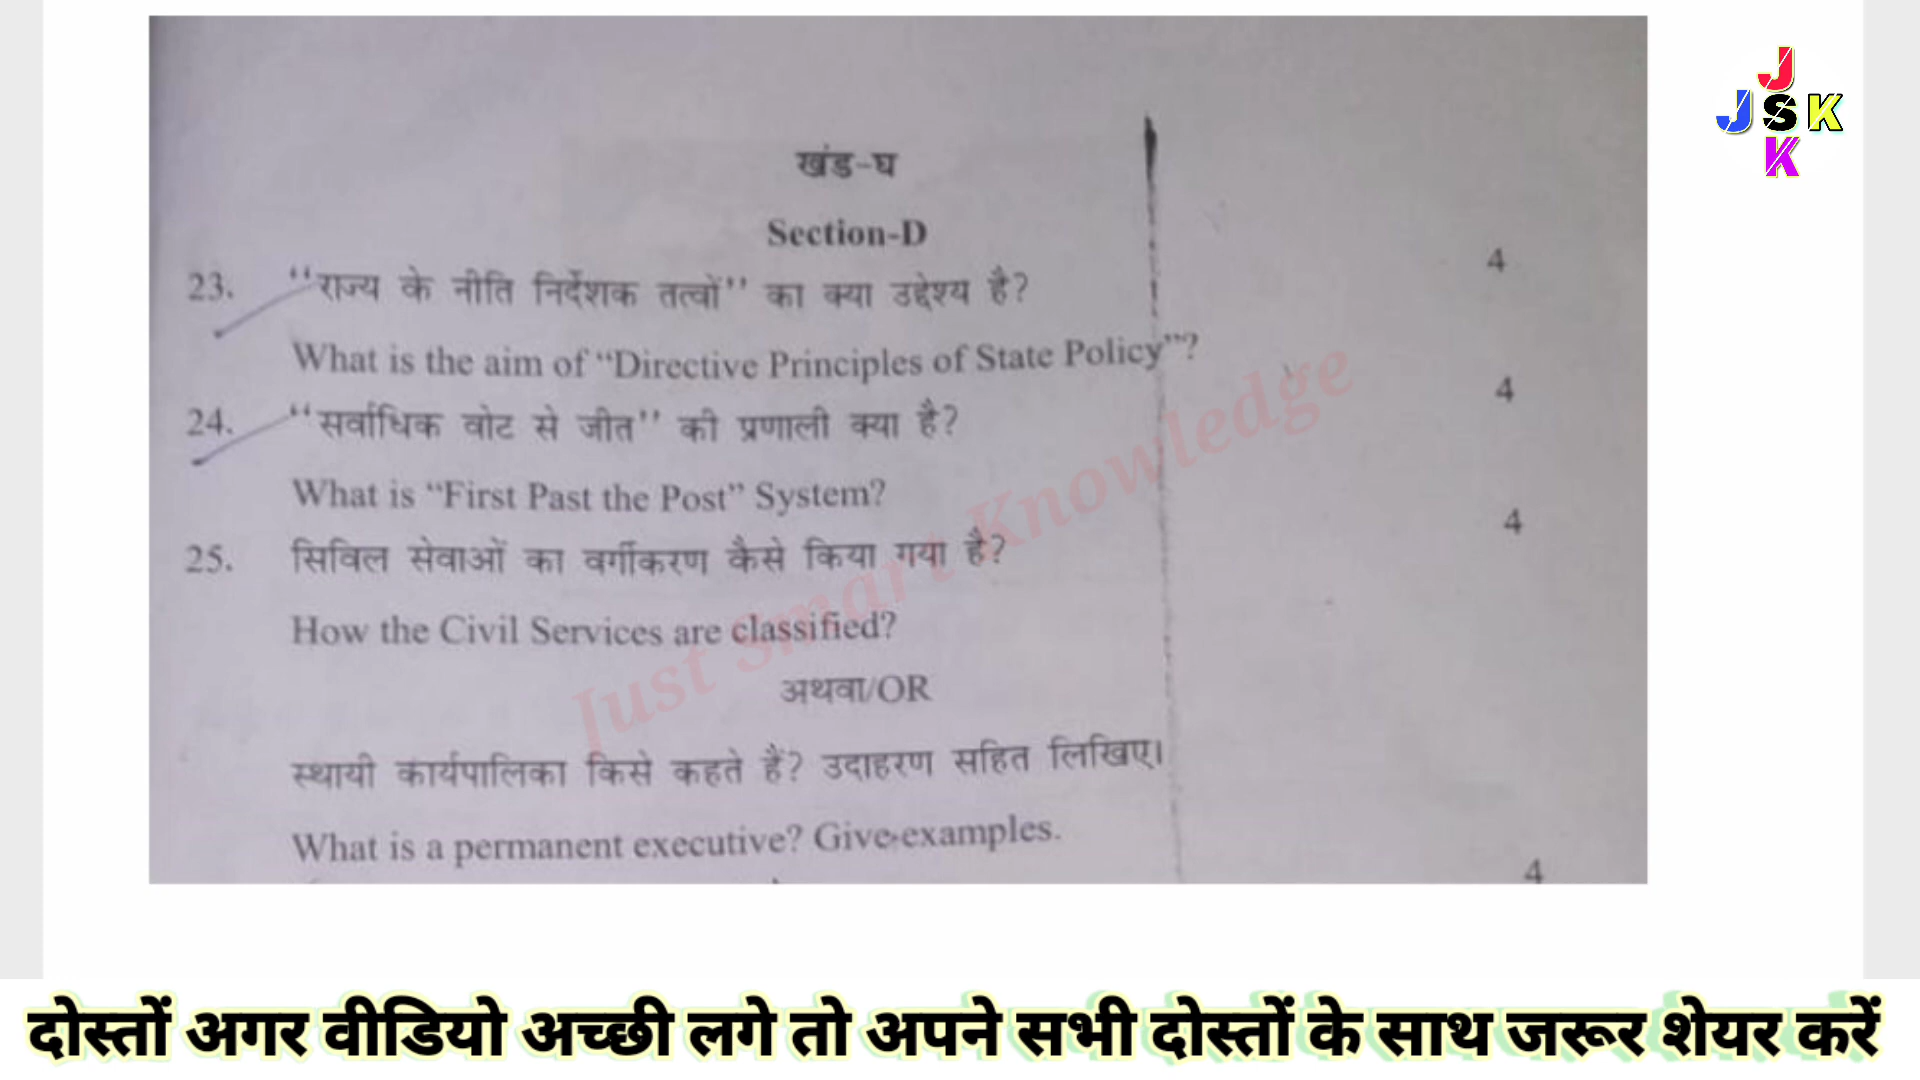 J
JSK
K
खंड-घ
Section-D
23. “राज्य के नीति निर्देशक तत्वों” का क्या उद्देश्य है? 4
What is the aim of “Directive Principles of State Policy”?
24. “सर्वाधिक वोट से जीत” की प्रणाली क्या है? 4
What is “First Past the Post” System?
25. सिविल सेवाओं का वर्गीकरण कैसे किया गया है? 4
How the Civil Services are classified?
अथवा/OR
स्थायी कार्यपालिका किसे कहते हैं? उदाहरण सहित लिखिए।
What is a permanent executive? Give examples.
4
Just Smart Knowledge
दोस्तों अगर वीडियो अच्छी लगे तो अपने सभी दोस्तों के साथ जरूर शेयर करें